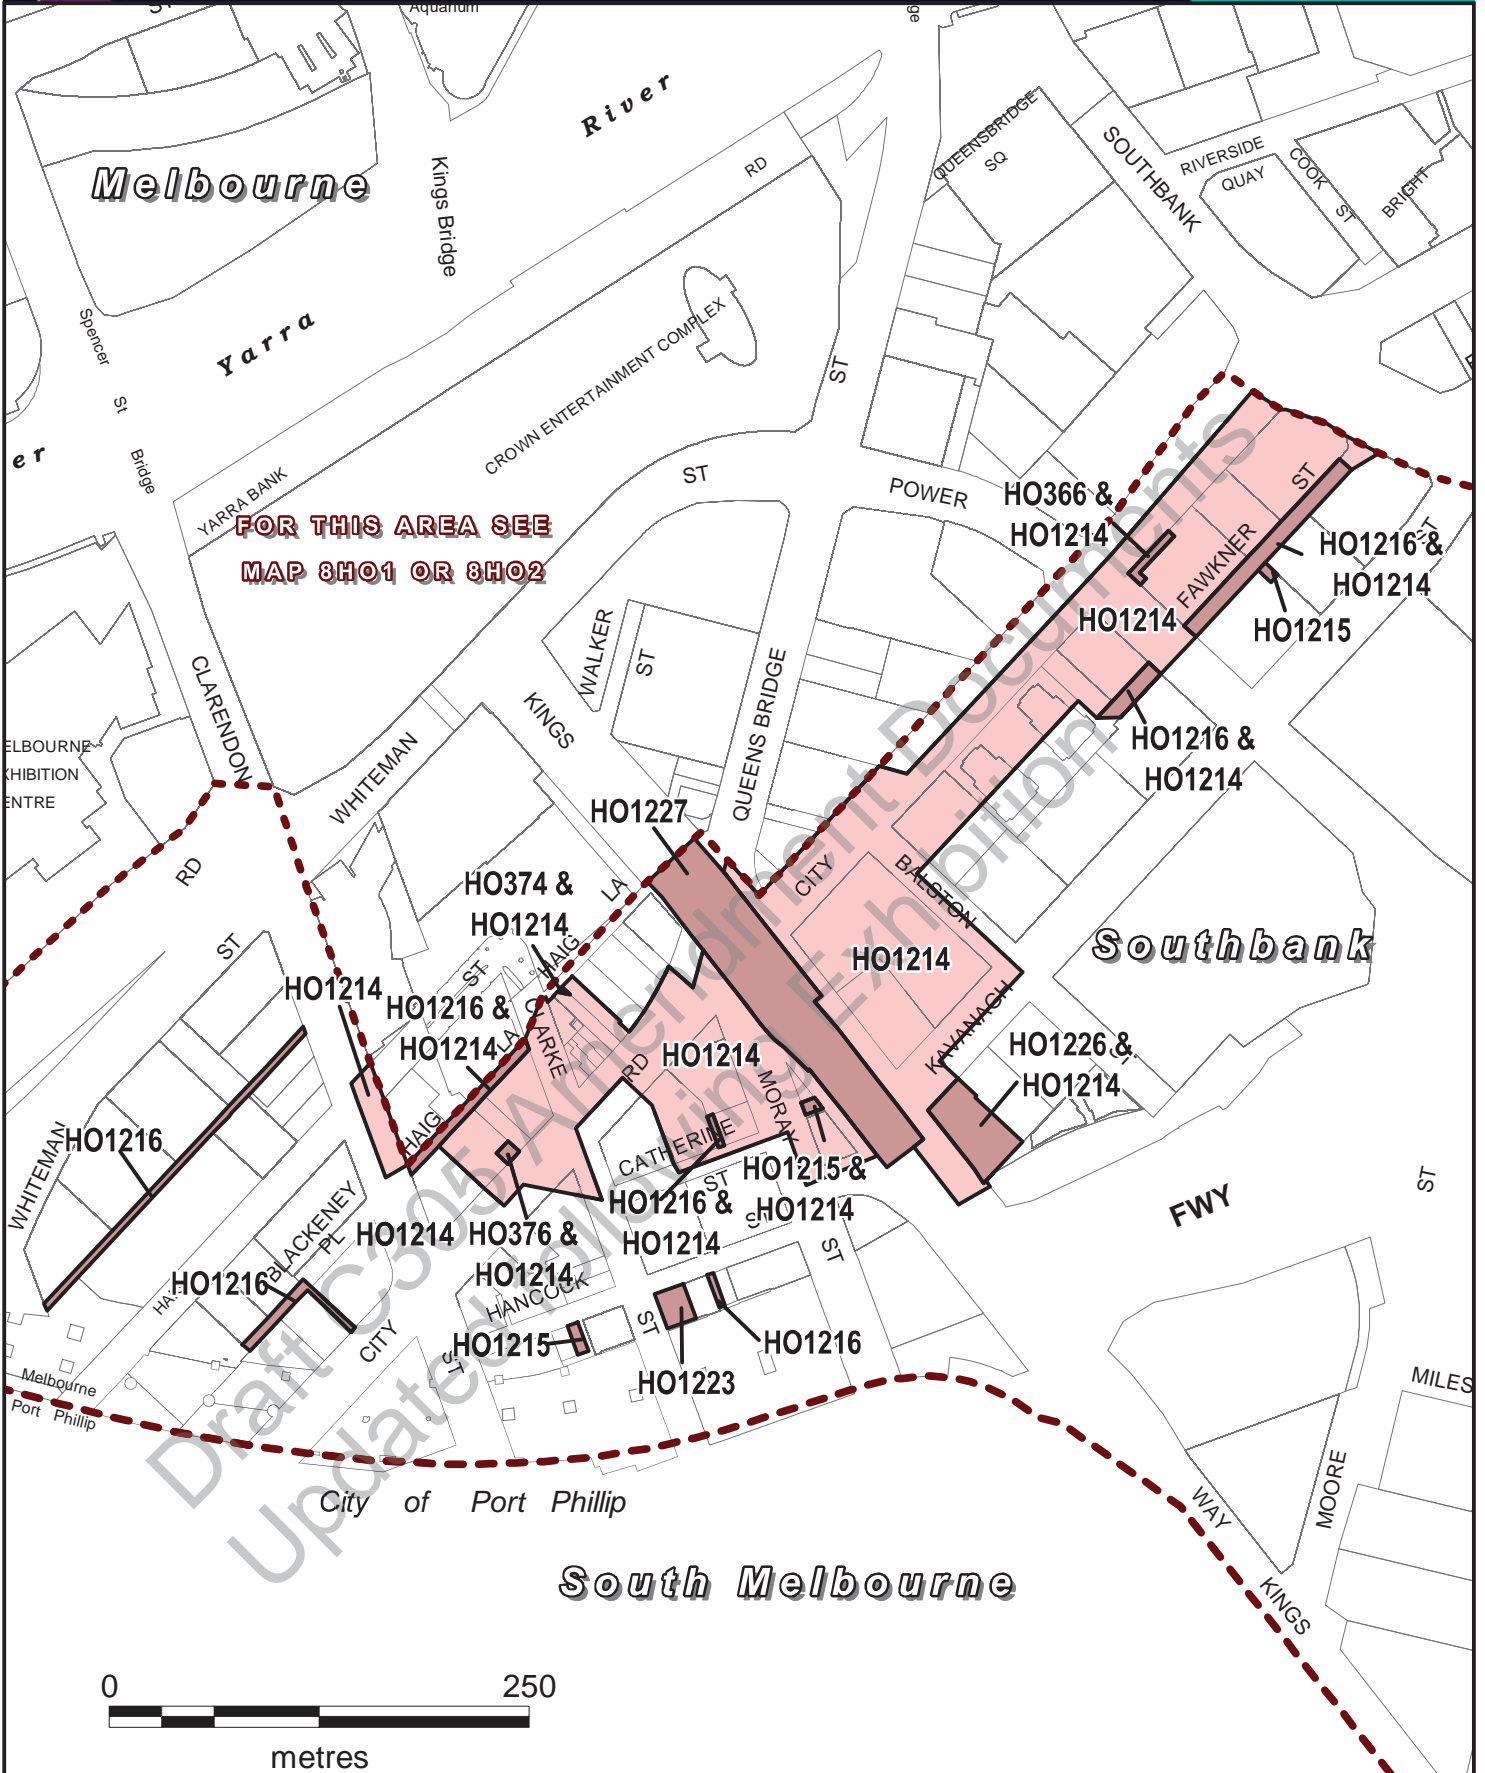 Aquarium
River
Melbourne
Kings Bridge
RD
QUEENSBRIDGE
SQ
SOUTHBANK
RIVERSIDE
QUAY
COOK
ST
BRIGHT
Spencer
St
Bridge
Yarra
er
CROWN ENTERTAINMENT COMPLEX
ST
YARRA BANK
ST
POWER
FOR THIS AREA SEE
MAP 8HO1 OR 8HO2
HO366 &
HO1214
ST
FAWKNER
ST
HO1216 &
HO1214
HO1214
HO1215
WALKER
ST
CLARENDON
KINGS
QUEENS BRIDGE
HO1216 &
HO1214
ELBOURNE
XHIBITION
ENTRE
WHITEMAN
HO1227
RD
CITY
BALSTON
HO374 &
HO1214
LA
HAIG
ST
Southbank
HO1214
ST
HO1214
HO1216 &
HO1214
LA
CLARKE
RD
HO1214
KAVANAGH
ST
HO1226 &
HO1214
MORAY
HAIG
WHITEMAN
HO1216
CATHERINE
ST
HO1215 &
HO1214
HO1216 &
HO1214
ST
FWY
ST
BLACKENEY
PL
HO1214
HO376 &
HO1214
HO1216
HANCOCK
ST
CITY
ST
HO1215
HO1223
HO1216
Melbourne
Port Phillip
MILES
City of Port Phillip
WAY
MOORE
KINGS
South Melbourne
Draft C305 Amendment Documents
Updated following Exhibition
0 250
metres